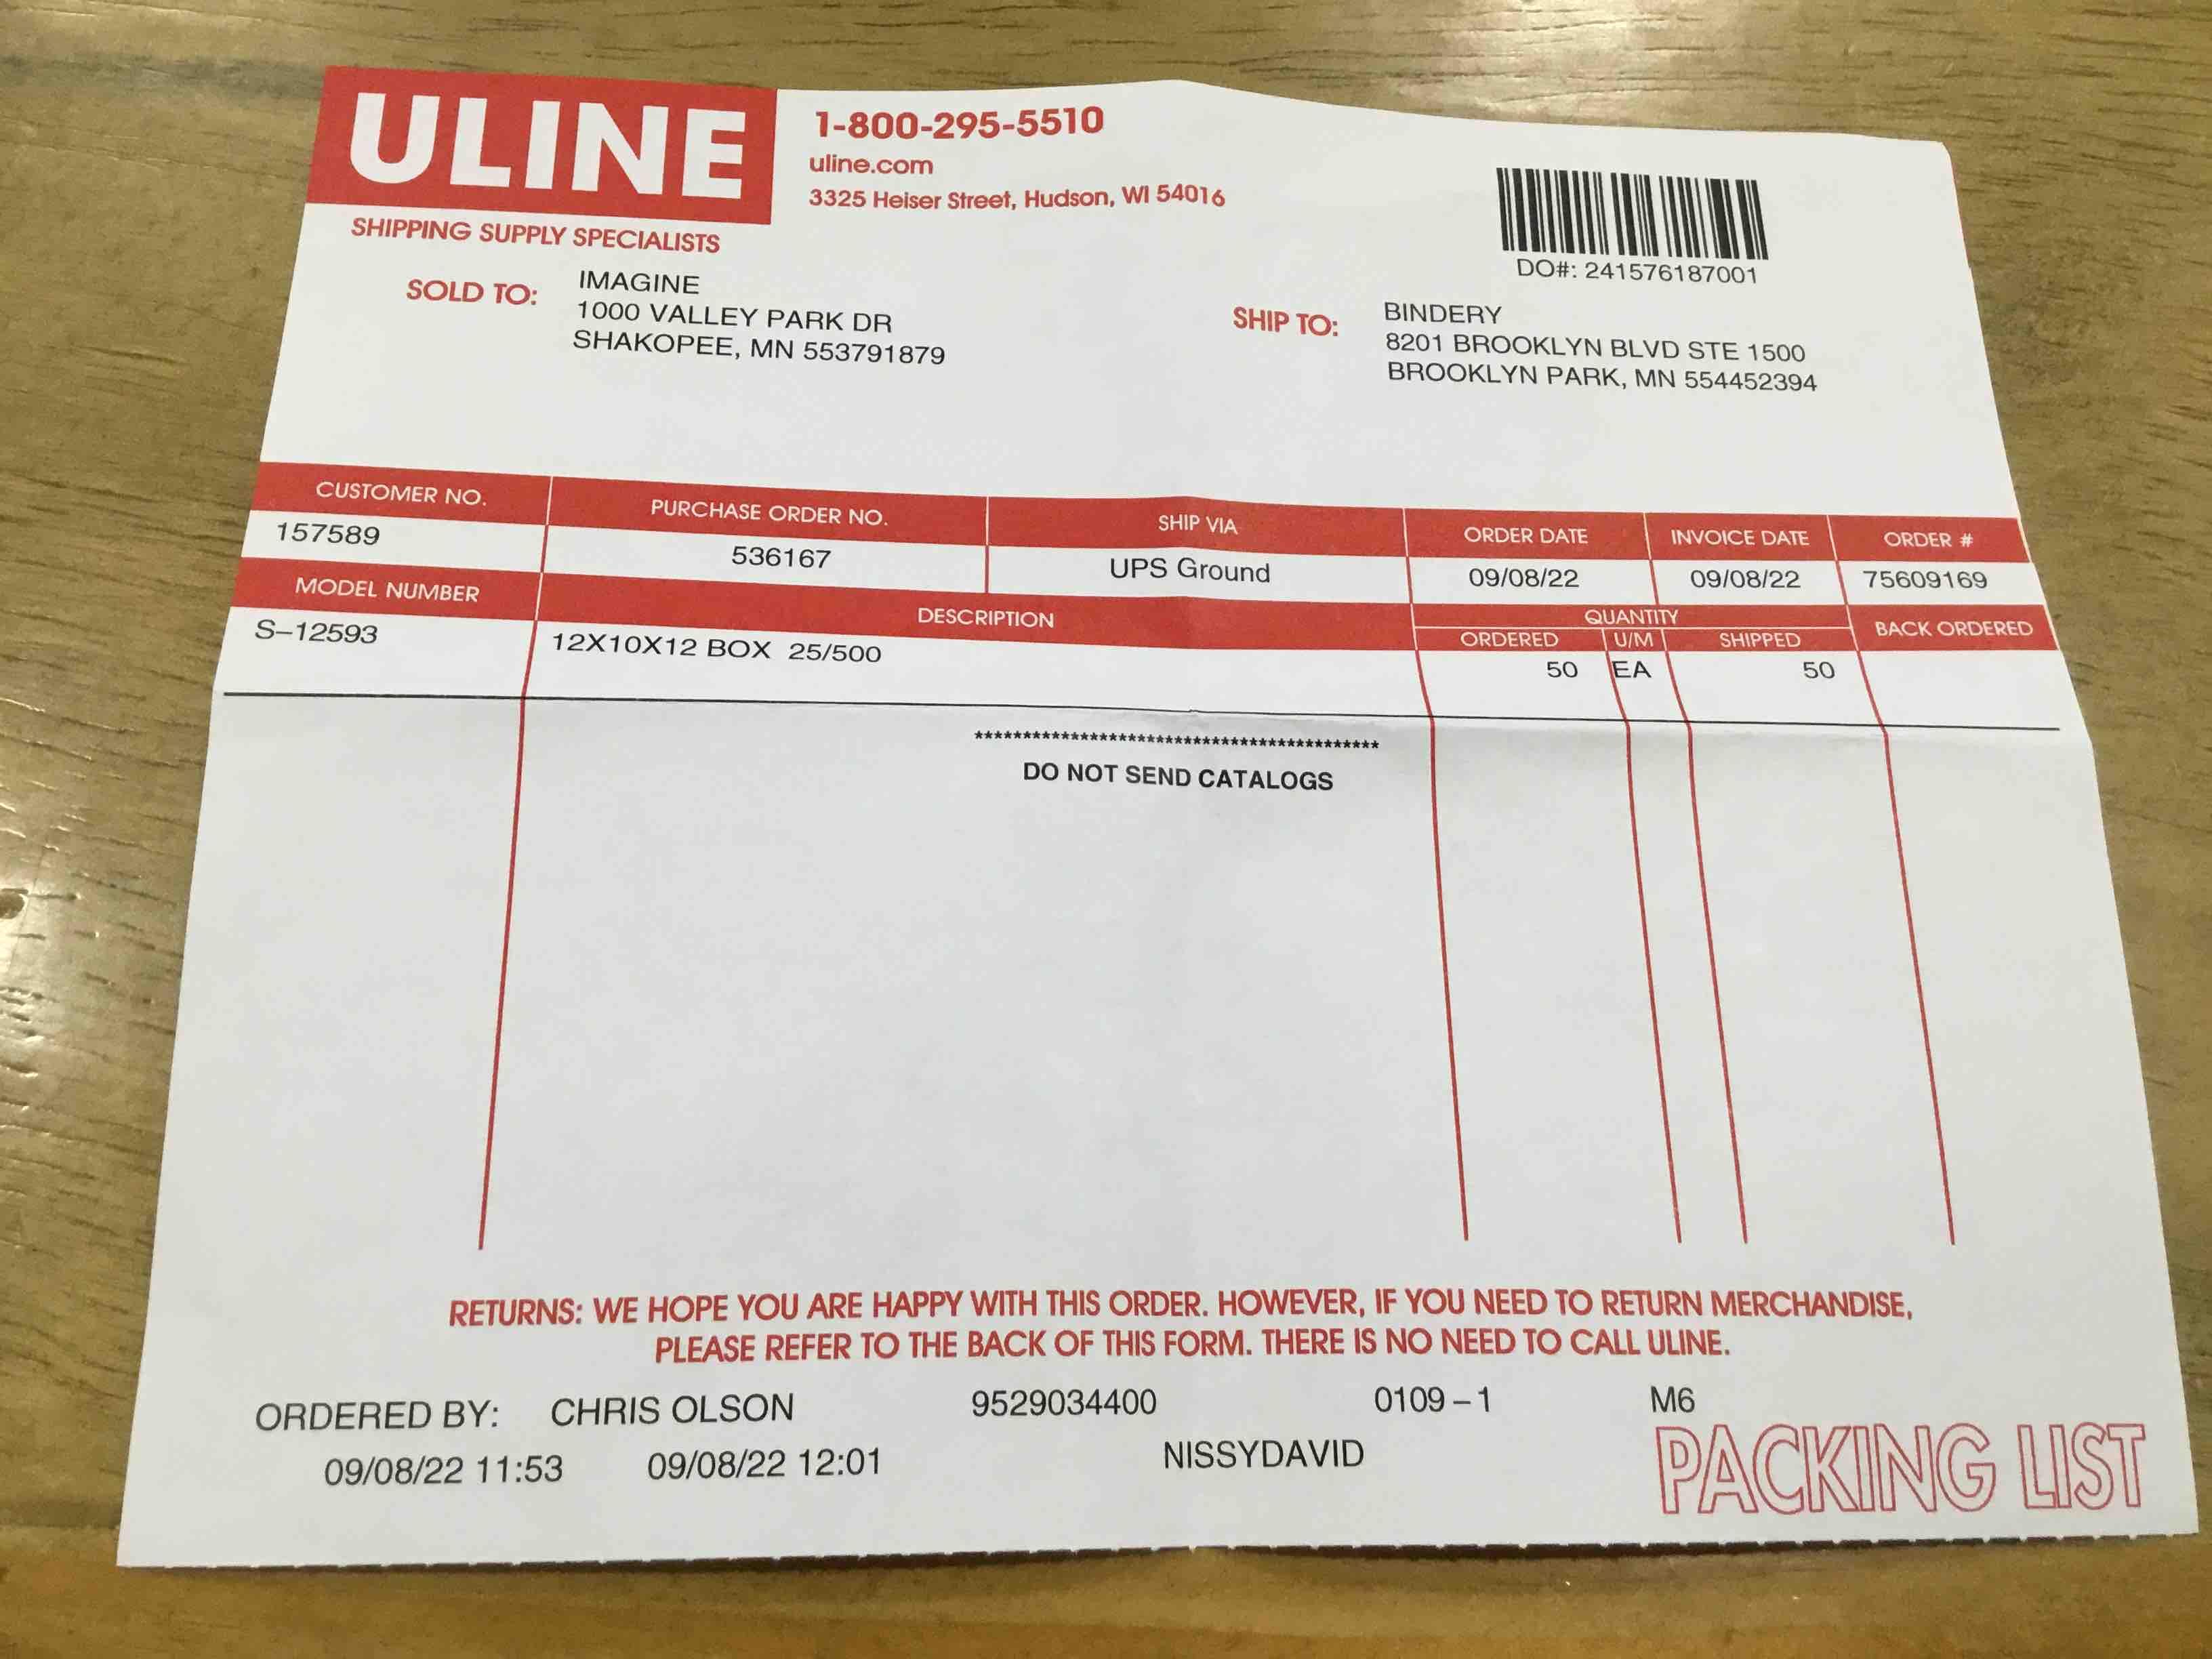 ULINE
SHIPPING SUPPLY SPECIALISTS
1-800-295-5510
uline.com
3325 Heiser Street, Hudson, WI 54016
DO#: 241576187001
SOLD TO:
IMAGINE
1000 VALLEY PARK DR
SHAKOPEE, MN 553791879
SHIP TO:
BINDERY
8201 BROOKLYN BLVD STE 1500
BROOKLYN PARK, MN 554452394
CUSTOMER NO. PURCHASE ORDER NO. SHIP VIA ORDER DATE INVOICE DATE ORDER #
157589 536167 UPS Ground 09/08/22 09/08/22 75609169
MODEL NUMBER DESCRIPTION QUANTITY BACK ORDERED
ORDERED U/M SHIPPED
S-12593 12X10X12 BOX 25/500 50 EA 50
******************************************
DO NOT SEND CATALOGS
RETURNS: WE HOPE YOU ARE HAPPY WITH THIS ORDER. HOWEVER, IF YOU NEED TO RETURN MERCHANDISE,
PLEASE REFER TO THE BACK OF THIS FORM. THERE IS NO NEED TO CALL ULINE.
ORDERED BY: CHRIS OLSON 9529034400 0109-1 M6
09/08/22 11:53 09/08/22 12:01 NISSYDAVID
PACKING LIST